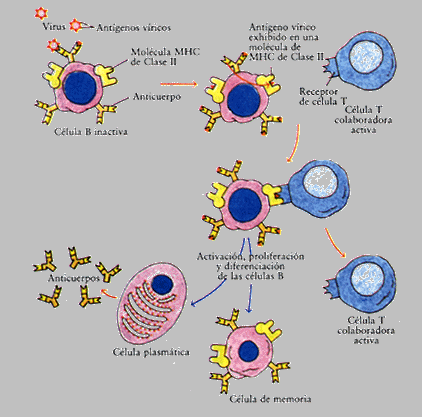 Virus
Antígenos víricos
Molécula MHC
de Clase II
Anticuerpo
Célula B inactiva
Antígeno vírico
exhibido en una
molécula de
MHC de Clase II
Receptor
de célula T
Célula T
colaboradora
activa
Activación, proliferación
y diferenciación
de las células B
Anticuerpos
Célula plasmática
Célula T
colaboradora
activa
Célula de memoria